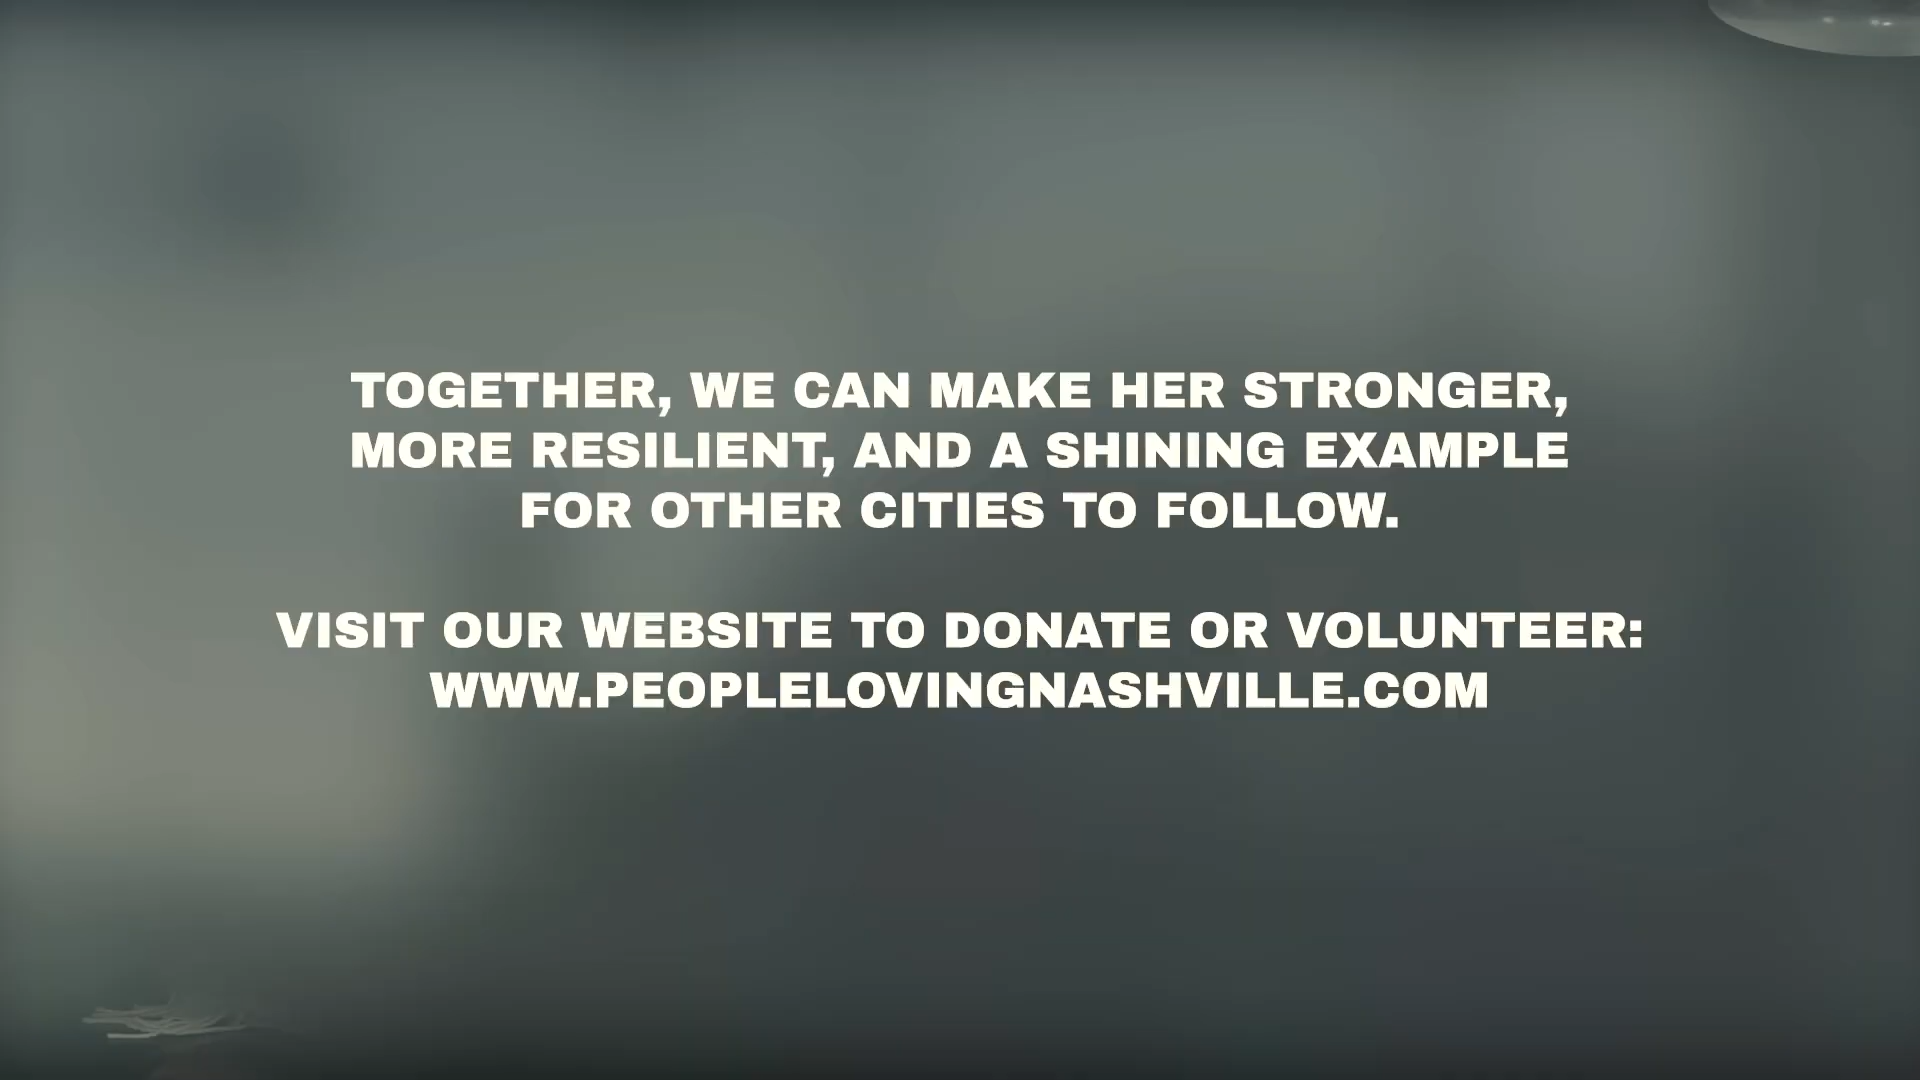 TOGETHER, WE CAN MAKE HER STRONGER,
MORE RESILIENT, AND A SHINING EXAMPLE
FOR OTHER CITIES TO FOLLOW.
VISIT OUR WEBSITE TO DONATE OR VOLUNTEER:
WWW.PEOPLELOVINGNASHVILLE.COM